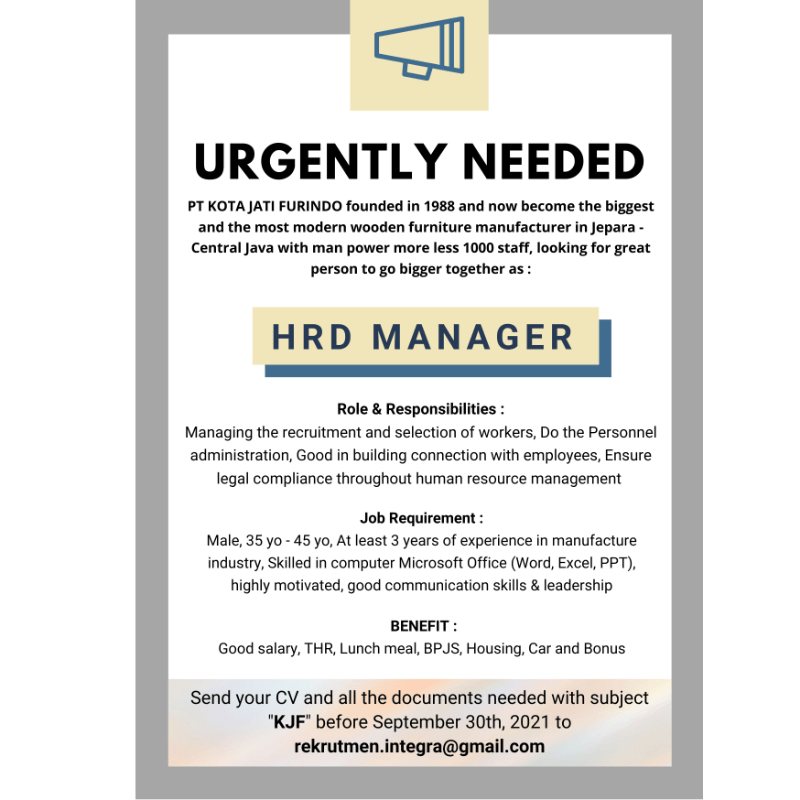 URGENTLY NEEDED
PT KOTA JATI FURINDO founded in 1988 and now become the biggest
and the most modern wooden furniture manufacturer in Jepara -
Central Java with man power more less 1000 staff, looking for great
person to go bigger together as :
HRD MANAGER
Role & Responsibilities :
Managing the recruitment and selection of workers, Do the Personnel
administration, Good in building connection with employees, Ensure
legal compliance throughout human resource management
Job Requirement :
Male, 35 yo - 45 yo, At least 3 years of experience in manufacture
industry, Skilled in computer Microsoft Office (Word, Excel, PPT),
highly motivated, good communication skills & leadership
BENEFIT :
Good salary, THR, Lunch meal, BPJS, Housing, Car and Bonus
Send your CV and all the documents needed with subject
"KJF" before September 30th, 2021 to
rekrutmen.integra@gmail.com